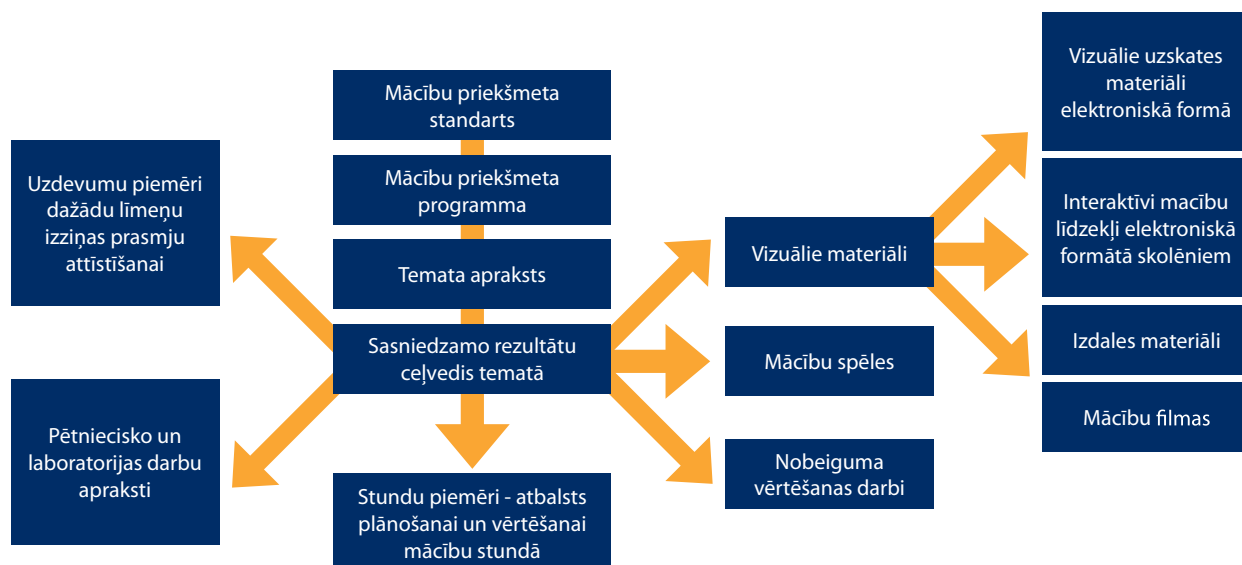 Mācību priekšmeta
standarts
Mācību priekšmeta
programma
Temata apraksts
Sasniedzamo rezultātu
ceļvedis tematā
Stundu piemēri - atbalsts
plānošanai un vērtēšanai
mācību stundā
Uzdevumu piemēri
dažādu līmeņu
izziņas prasmju
attīstīšanai
Pētniecisko un
laboratorijas darbu
apraksti
Vizuālie materiāli
Mācību spēles
Nobeiguma
vērtēšanas darbi
Vizuālie uzskates
materiāli
elektroniskā formā
Interaktīvi macību
līdzekļi elektroniskā
formātā skolēniem
Izdales materiāli
Mācību filmas